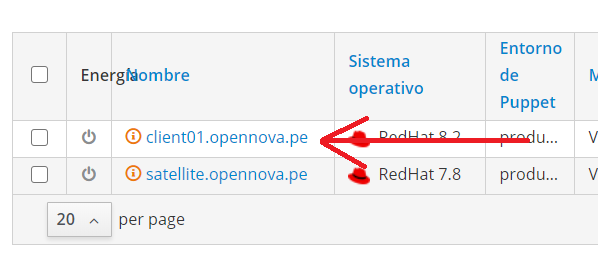 Energía Nombre Sistema operativo Entorno de Puppet M
client01.opennova.pe RedHat 8.2 produ... V
satellite.opennova.pe RedHat 7.8 produ... V
20 per page